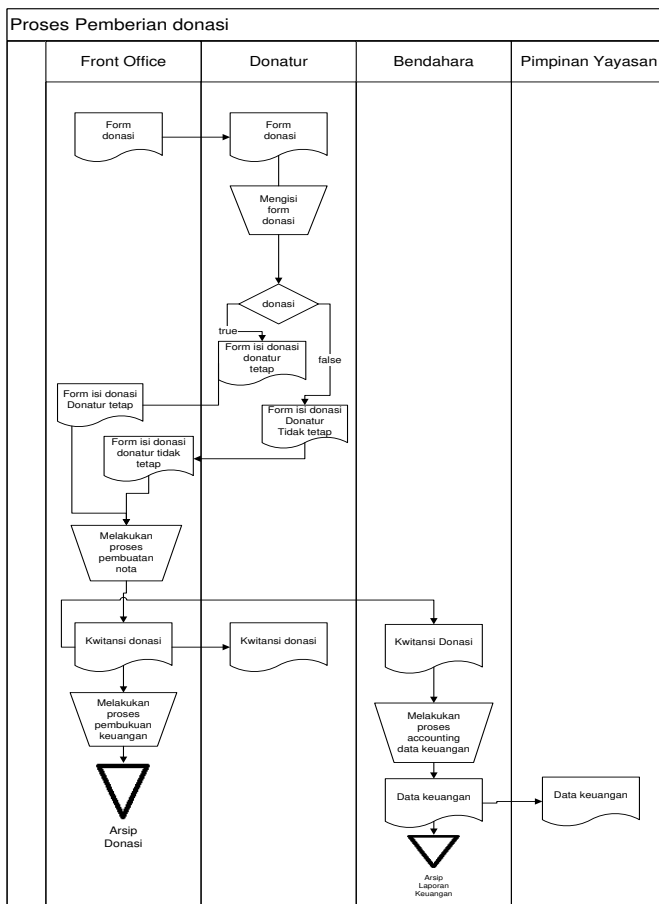 Proses Pemberian donasi
Front Office
Donatur
Bendahara
Pimpinan Yayasan
Form
donasi
Form
donasi
Mengisi
form
donasi
donasi
true
false
Form isi donasi
donatur
tetap
Form isi donasi
Donatur tetap
Form isi donasi
Donatur
Tidak tetap
Form isi donasi
donatur tidak
tetap
Melakukan
proses
pembuatan
nota
Kwitansi donasi
Kwitansi donasi
Kwitansi Donasi
Melakukan
proses
pembukuan
keuangan
Melakukan
proses
accounting
data keuangan
Arsip
Donasi
Data keuangan
Data keuangan
Arsip
Laporan
Keuangan